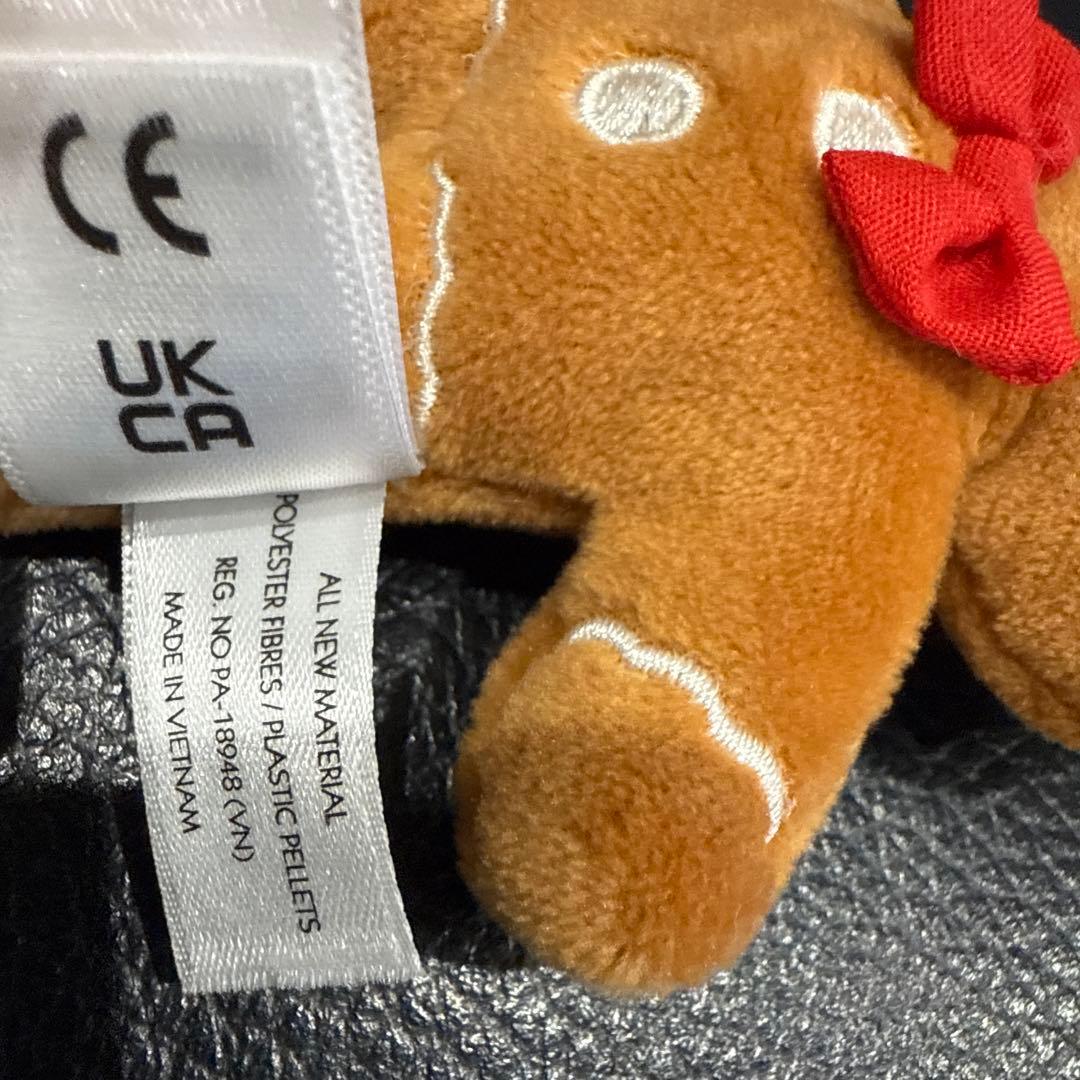 CE
UK
CA
ALL NEW MATERIAL
POLYESTER FIBRES / PLASTIC PELLETS
REG. NO PA-18948 (VN)
MADE IN VIETNAM